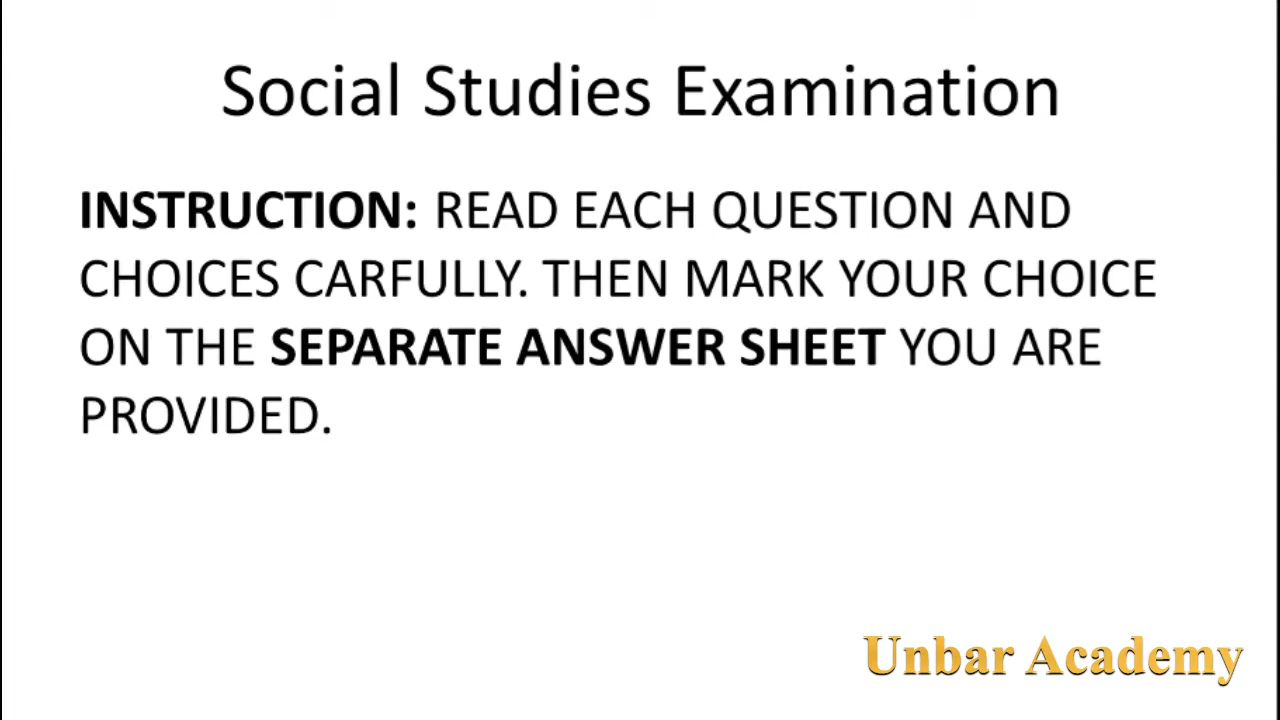 Social Studies Examination
INSTRUCTION: READ EACH QUESTION AND
CHOICES CARFULLY. THEN MARK YOUR CHOICE
ON THE SEPARATE ANSWER SHEET YOU ARE
PROVIDED.
Unbar Academy